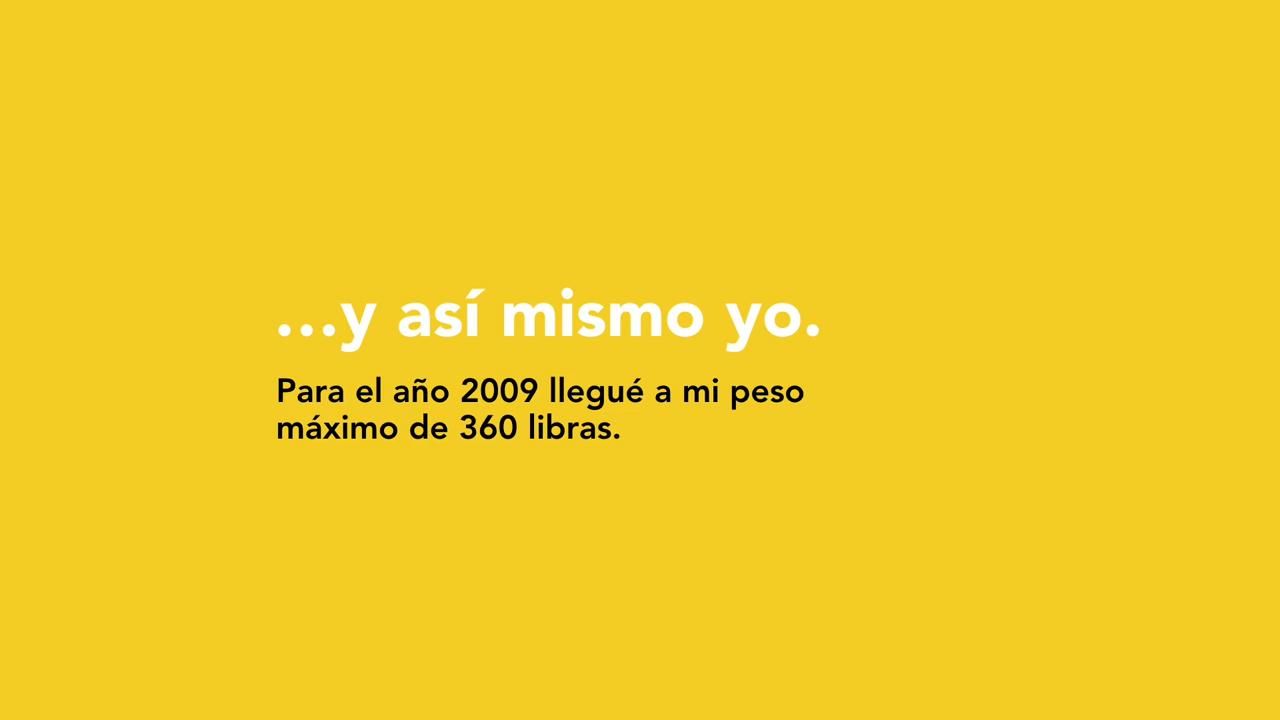 ...y así mismo yo.
Para el año 2009 llegué a mi peso
máximo de 360 libras.